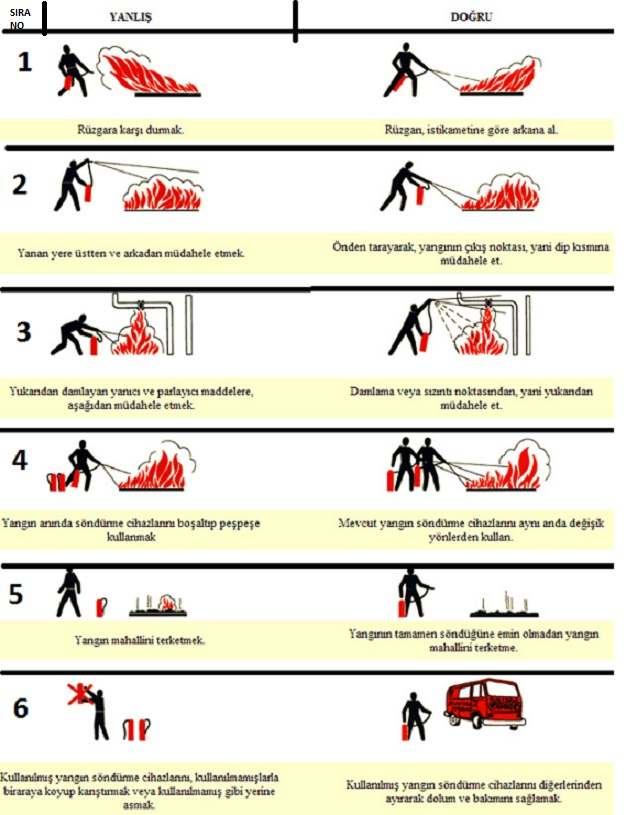 SIRA
NO
YANLIŞ
DOĞRU
1
Rüzgara karşı durmak.
Rüzgarı, istikametine göre arkana al.
2
Yanan yere üstten ve arkadan müdahele etmek.
Önden tarayarak, yangının çıkış noktası, yani dip kısmına
müdahele et.
3
Yukarıdan damlayan yanıcı ve parlayıcı maddelere,
aşağıdan müdahele etmek.
Damlama veya sızıntı noktasından, yani yukarıdan
müdahele et.
4
Yangın anında söndürme cihazlarını boşaltıp peşpeşe
kullanmak
Mevcut yangın söndürme cihazlarını aynı anda değişik
yönlerden kullan.
5
Yangın mahallini terketmek.
Yangının tamamen söndüğüne emin olmadan yangın
mahallini terketme.
6
Kullanılmış yangın söndürme cihazlarını, kullanılmamışlarla
biraraya koyup karıştırmak veya kullanılmamış gibi yerine
asmak.
Kullanılmış yangın söndürme cihazlarını diğerlerinden
ayırarak dolum ve bakımını sağlamak.